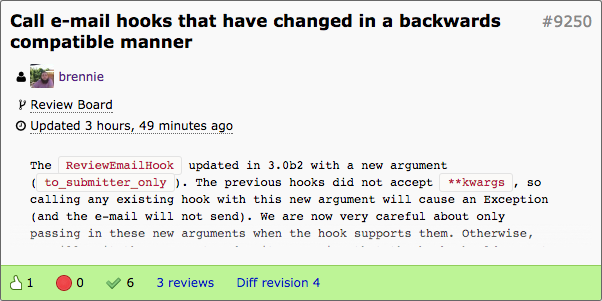 Call e-mail hooks that have changed in a backwards #9250
compatible manner
brennie
Review Board
Updated 3 hours, 49 minutes ago
The ReviewEmailHook updated in 3.0b2 with a new argument
(to_submitter_only). The previous hooks did not accept **kwargs, so
calling any existing hook with this new argument will cause an Exception
(and the e-mail will not send). We are now very careful about only
passing in these new arguments when the hook supports them. Otherwise,
1 0 6 3 reviews Diff revision 4